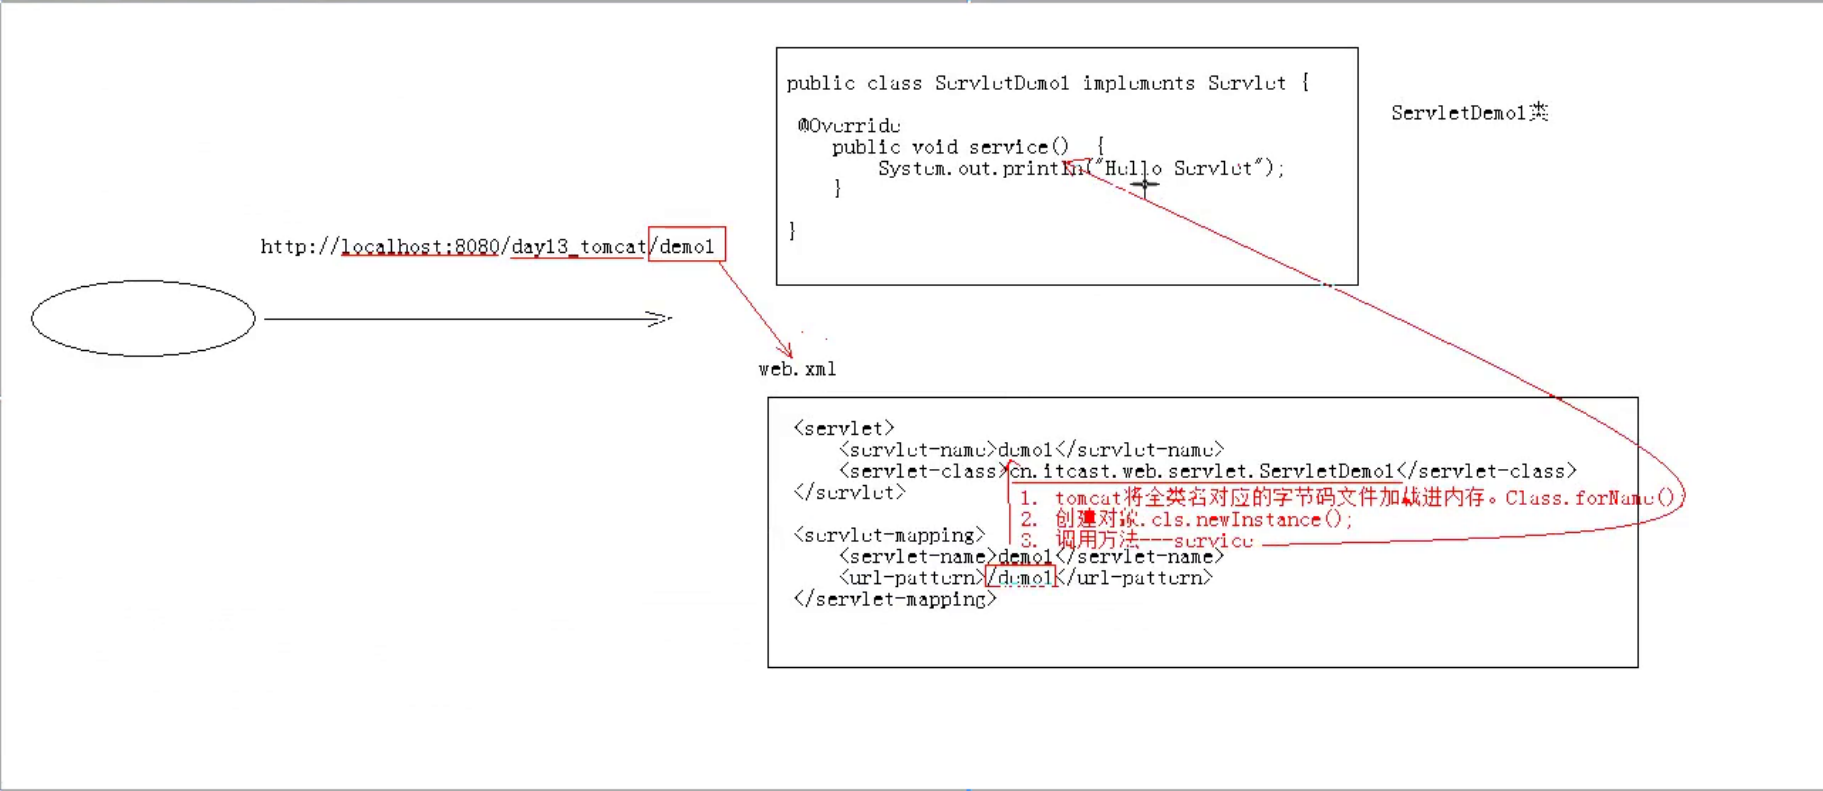 public class ServletDemo1 implements Servlet {
@Override
public void service() {
System.out.println("Hello Servlet");
}
}
ServletDemo1类
http://localhost:8080/day13_tomcat/demo1
web.xml
<servlet>
<servlet-name>demo1</servlet-name>
<servlet-class>cn.itcast.web.servlet.ServletDemo1</servlet-class>
</servlet>
1. tomcat将全类名对应的字节码文件加载进内存。Class.forName()
2. 创建对象.cls.newInstance();
3. 调用方法---service
<servlet-mapping>
<servlet-name>demo1</servlet-name>
<url-pattern>/demo1</url-pattern>
</servlet-mapping>